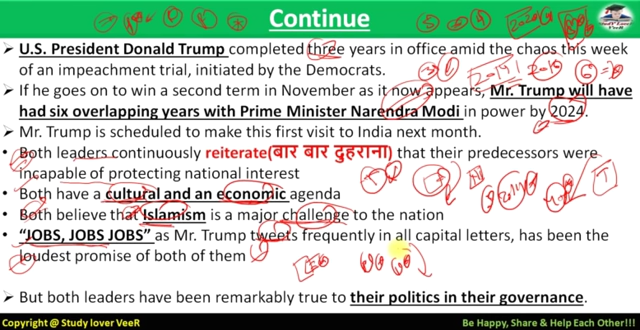 Continue
➢ U.S. President Donald Trump completed three years in office amid the chaos this week
of an impeachment trial, initiated by the Democrats.
➢ If he goes on to win a second term in November as it now appears, Mr. Trump will have
had six overlapping years with Prime Minister Narendra Modi in power by 2024.
➢ Mr. Trump is scheduled to make this first visit to India next month.
• Both leaders continuously reiterate(बार बार दुहराना) that their predecessors were
incapable of protecting national interest
• Both have a cultural and an economic agenda
• Both believe that Islamism is a major challenge to the nation
• "JOBS, JOBS JOBS" as Mr. Trump tweets frequently in all capital letters, has been the
loudest promise of both of them
➢ But both leaders have been remarkably true to their politics in their governance.
Copyright @ Study lover VeeR
Be Happy, Share & Help Each Other!!!